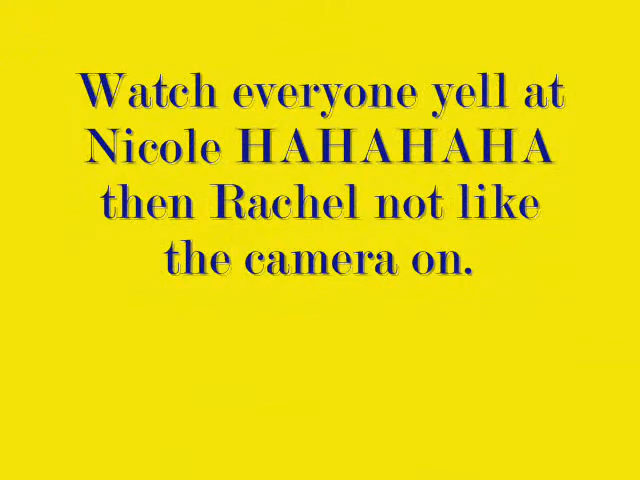 Watch everyone yell at
Nicole HAHAHAHA
then Rachel not like
the camera on.